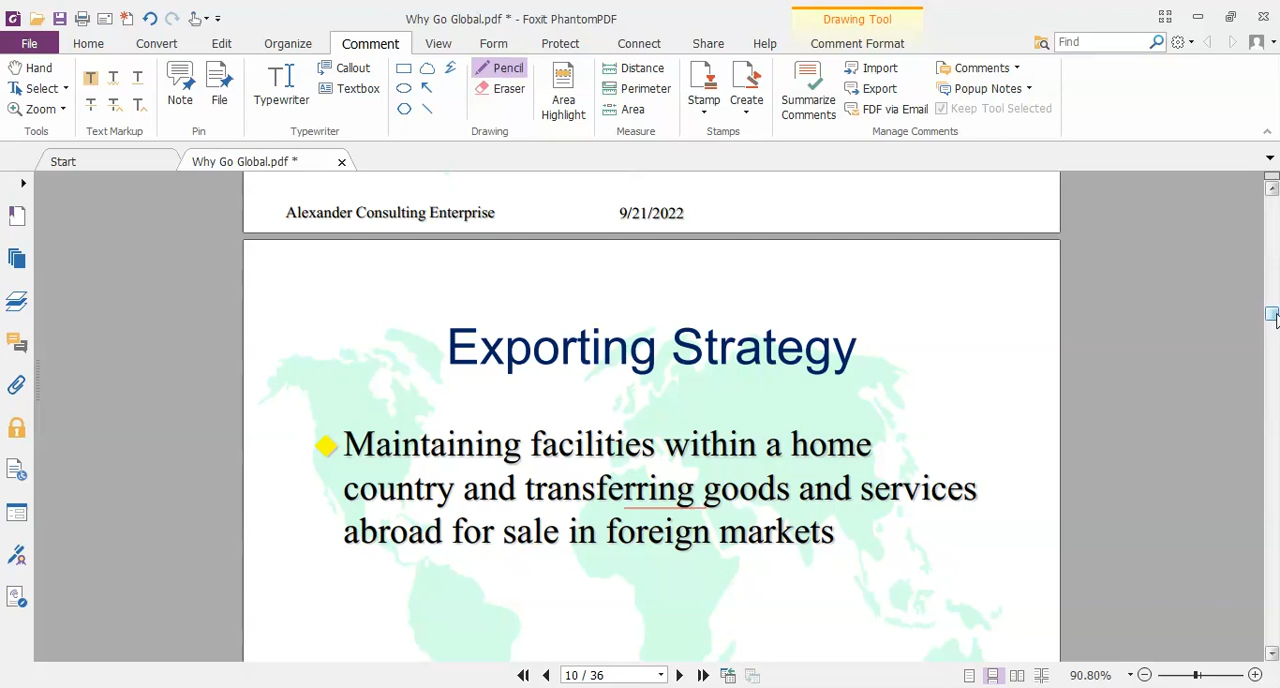 Why Go Global.pdf * - Foxit PhantomPDF
Drawing Tool
File Home Convert Edit Organize Comment View Form Protect Connect Share Help Comment Format Find
Hand
Select
Zoom
Tools
T T T
T T T
Text Markup
Note
File
Pin
Typewriter
Callout
Textbox
Typewriter
Pencil
Eraser
Drawing
Area
Highlight
Distance
Perimeter
Area
Measure
Stamp
Create
Stamps
Summarize
Comments
Import
Export
FDF via Email
Comments
Popup Notes
Keep Tool Selected
Manage Comments
Start
Why Go Global.pdf *
Alexander Consulting Enterprise 9/21/2022
Exporting Strategy
Maintaining facilities within a home
country and transferring goods and services
abroad for sale in foreign markets
10 / 36
90.80%